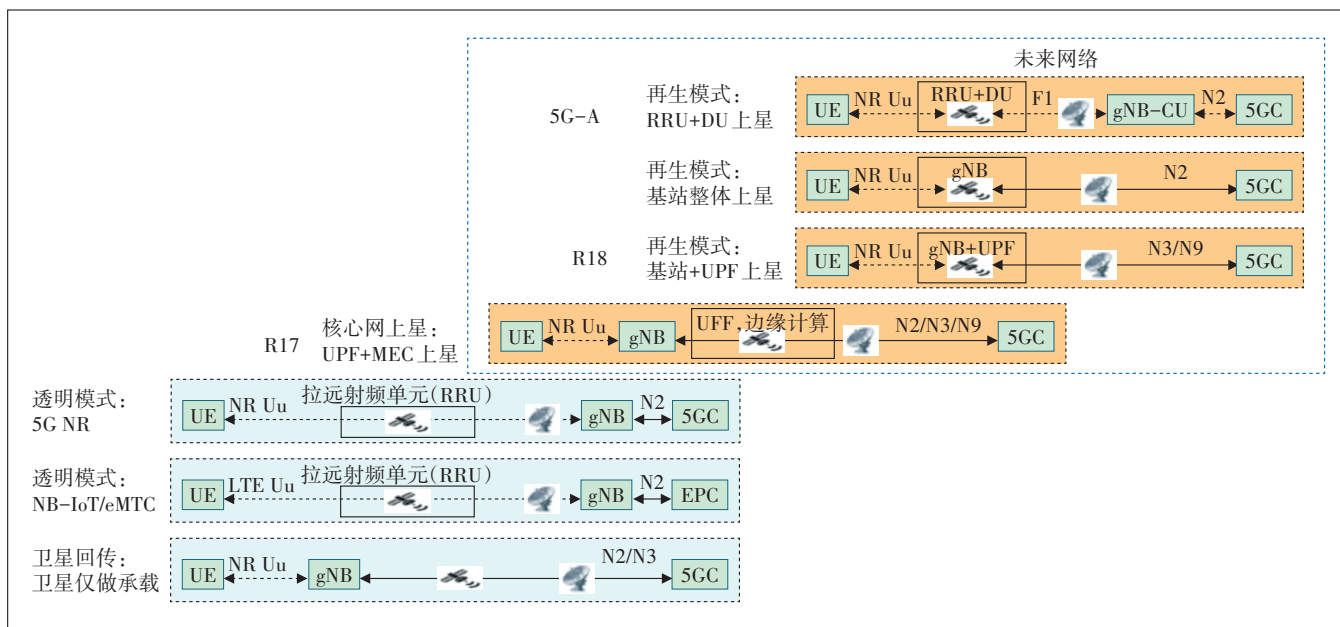 未来网络
5G-A
再生模式：
RRU+DU上星
UE
NR Uu
RRU+DU
F1
gNB-CU
N2
5GC
再生模式：
基站整体上星
UE
NR Uu
gNB
N2
5GC
R18
再生模式：
基站+UPF上星
UE
NR Uu
gNB+UPF
N3/N9
5GC
R17
核心网上星：
UPF+MEC上星
UE
NR Uu
gNB
UFF，边缘计算
N2/N3/N9
5GC
透明模式：
5G NR
UE
NR Uu
拉远射频单元（RRU）
gNB
N2
5GC
透明模式：
NB-IoT/eMTC
UE
LTE Uu
拉远射频单元（RRU）
gNB
N2
EPC
卫星回传：
卫星仅做承载
UE
NR Uu
gNB
N2/N3
5GC